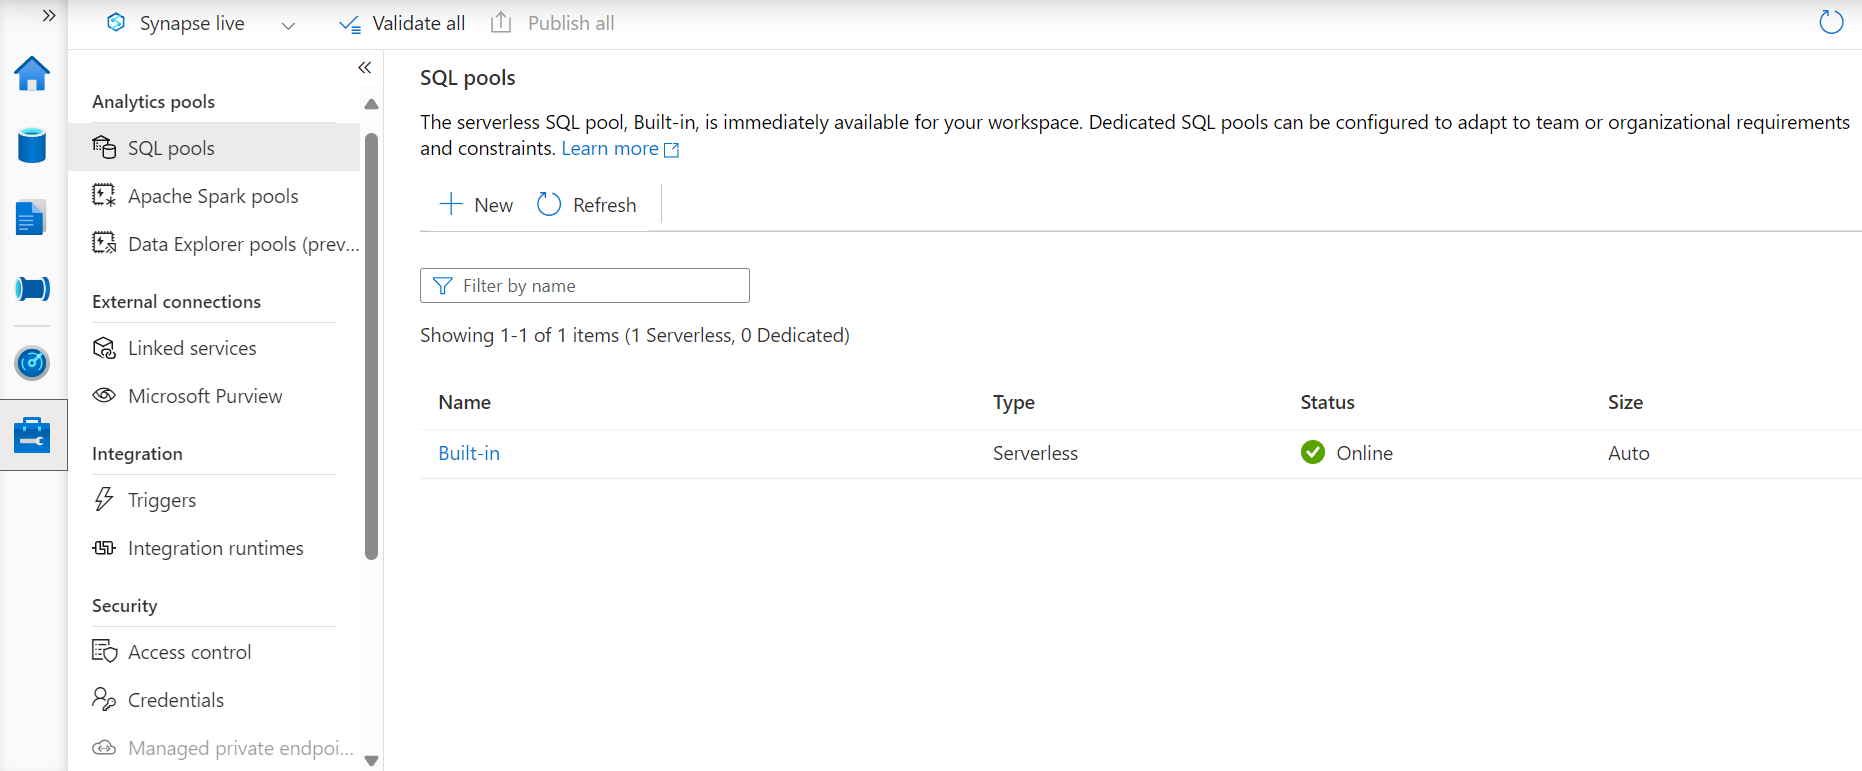 Synapse live
Validate all
Publish all
Analytics pools
SQL pools
Apache Spark pools
Data Explorer pools (prev...
External connections
Linked services
Microsoft Purview
Integration
Triggers
Integration runtimes
Security
Access control
Credentials
Managed private endpoi...
SQL pools
The serverless SQL pool, Built-in, is immediately available for your workspace. Dedicated SQL pools can be configured to adapt to team or organizational requirements
and constraints. Learn more
New
Refresh
Filter by name
Showing 1-1 of 1 items (1 Serverless, 0 Dedicated)
Name Type Status Size
Built-in Serverless Online Auto